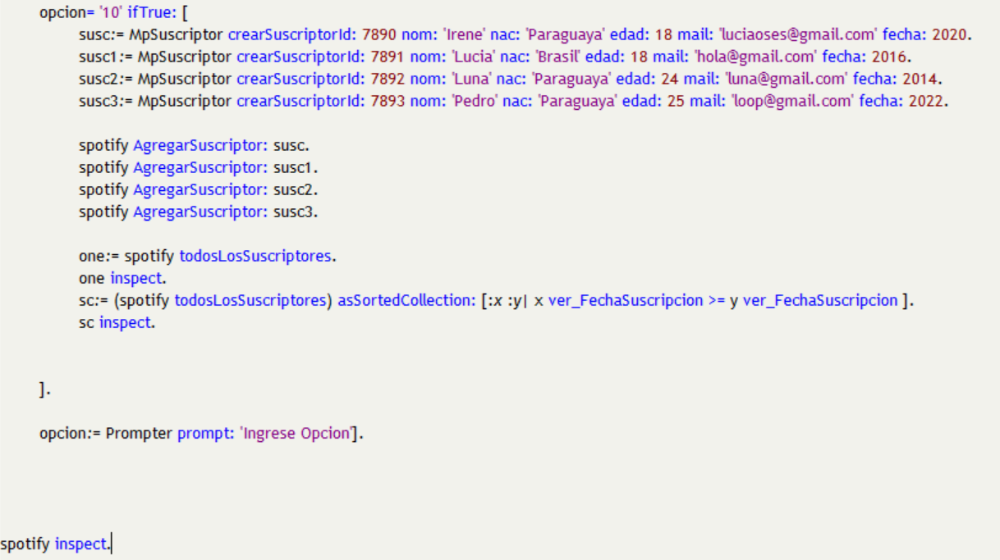 opcion= '10' ifTrue: [
susc:= MpSuscriptor crearSuscriptorId: 7890 nom: 'Irene' nac: 'Paraguaya' edad: 18 mail: 'luciaoses@gmail.com' fecha: 2020.
susc1:= MpSuscriptor crearSuscriptorId: 7891 nom: 'Lucia' nac: 'Brasil' edad: 18 mail: 'hola@gmail.com' fecha: 2016.
susc2:= MpSuscriptor crearSuscriptorId: 7892 nom: 'Luna' nac: 'Paraguaya' edad: 24 mail: 'luna@gmail.com' fecha: 2014.
susc3:= MpSuscriptor crearSuscriptorId: 7893 nom: 'Pedro' nac: 'Paraguaya' edad: 25 mail: 'loop@gmail.com' fecha: 2022.
spotify AgregarSuscriptor: susc.
spotify AgregarSuscriptor: susc1.
spotify AgregarSuscriptor: susc2.
spotify AgregarSuscriptor: susc3.
one:= spotify todosLosSuscriptores.
one inspect.
sc:= (spotify todosLosSuscriptores) asSortedCollection: [:x :y| x ver_FechaSuscripcion >= y ver_FechaSuscripcion ].
sc inspect.
].
opcion:= Prompter prompt: 'Ingrese Opcion'].
spotify inspect.